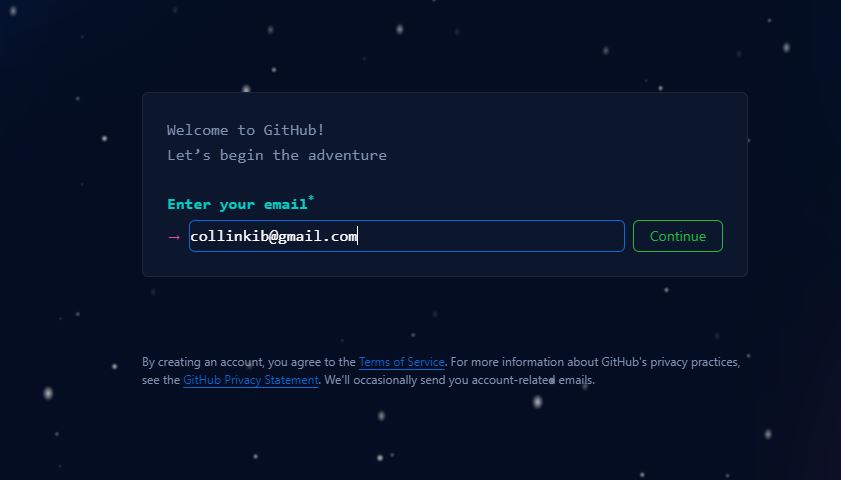 Welcome to GitHub!
Let’s begin the adventure
Enter your email*
→ collinkib@gmail.com Continue
By creating an account, you agree to the Terms of Service. For more information about GitHub's privacy practices,
see the GitHub Privacy Statement. We'll occasionally send you account-related emails.